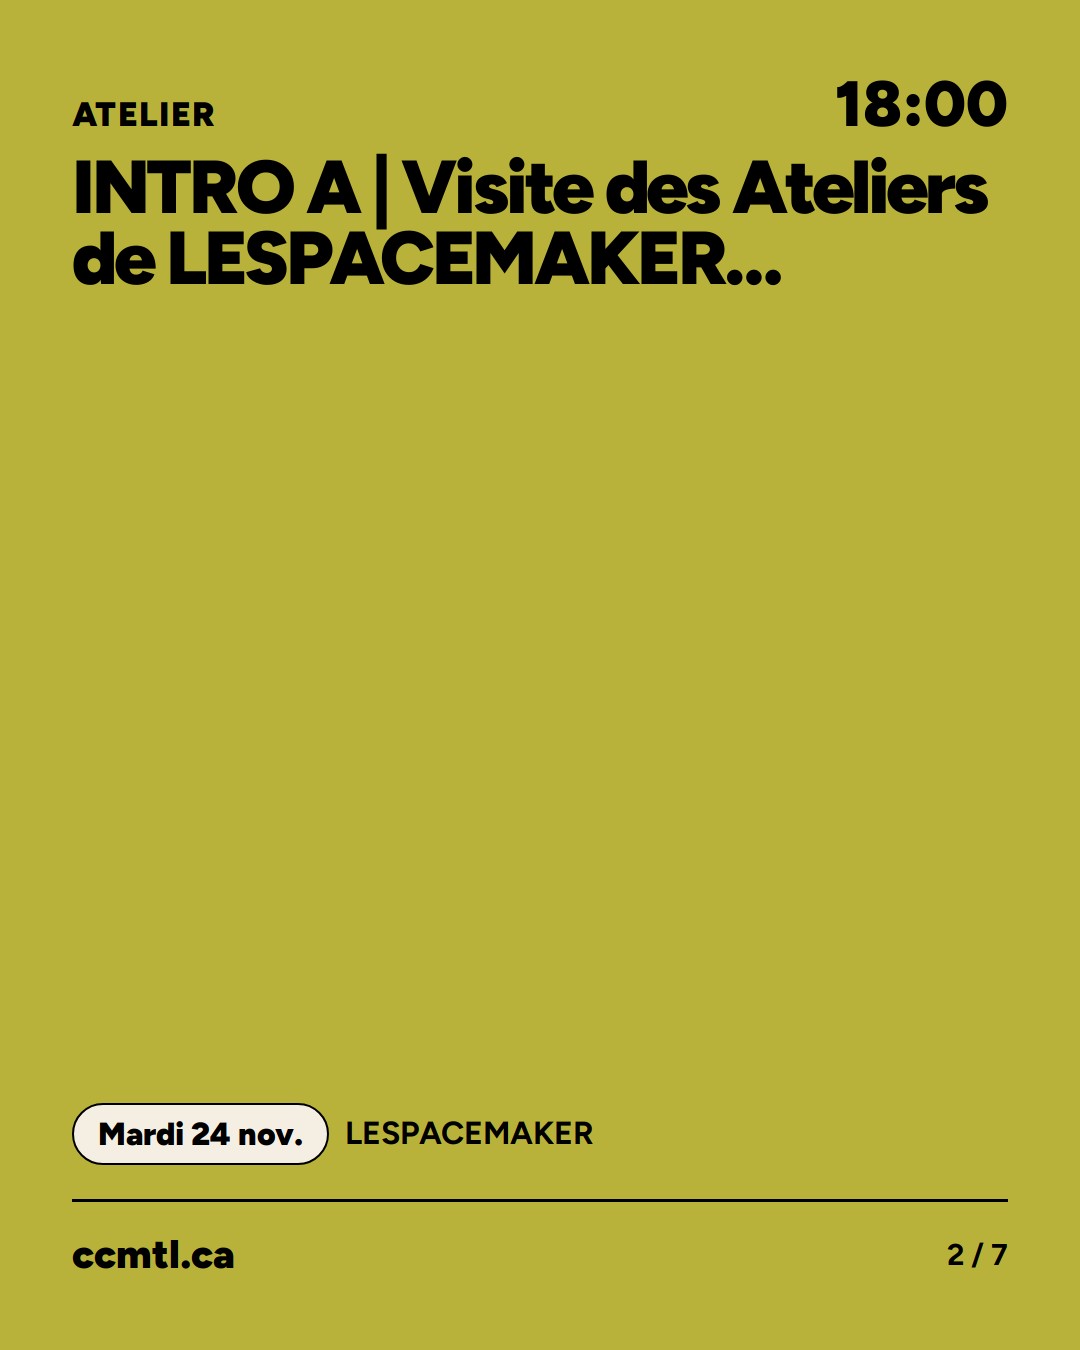 ATELIER
18:00
INTRO A | Visite des Ateliers
de LESPACEMAKER...
Mardi 24 nov.
LESPACEMAKER
ccmtl.ca
2 / 7